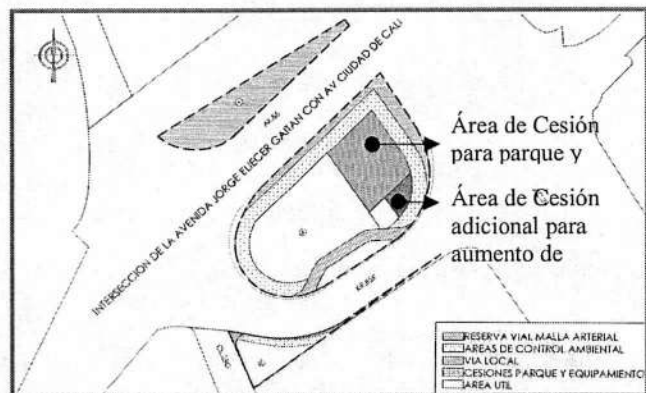 INTERSECCION DE LA AVENIDA JORGE ELIECER GAITAN CON AV CIUDAD DE CALI
Área de Cesión
para parque y
Área de Cesión
adicional para
aumento de
RESERVA VIAL MALLA ARTERIAL
AREAS DE CONTROL AMBIENTAL
VIA LOCAL
CESIONES PARQUE Y EQUIPAMIENTO
AREA UTIL